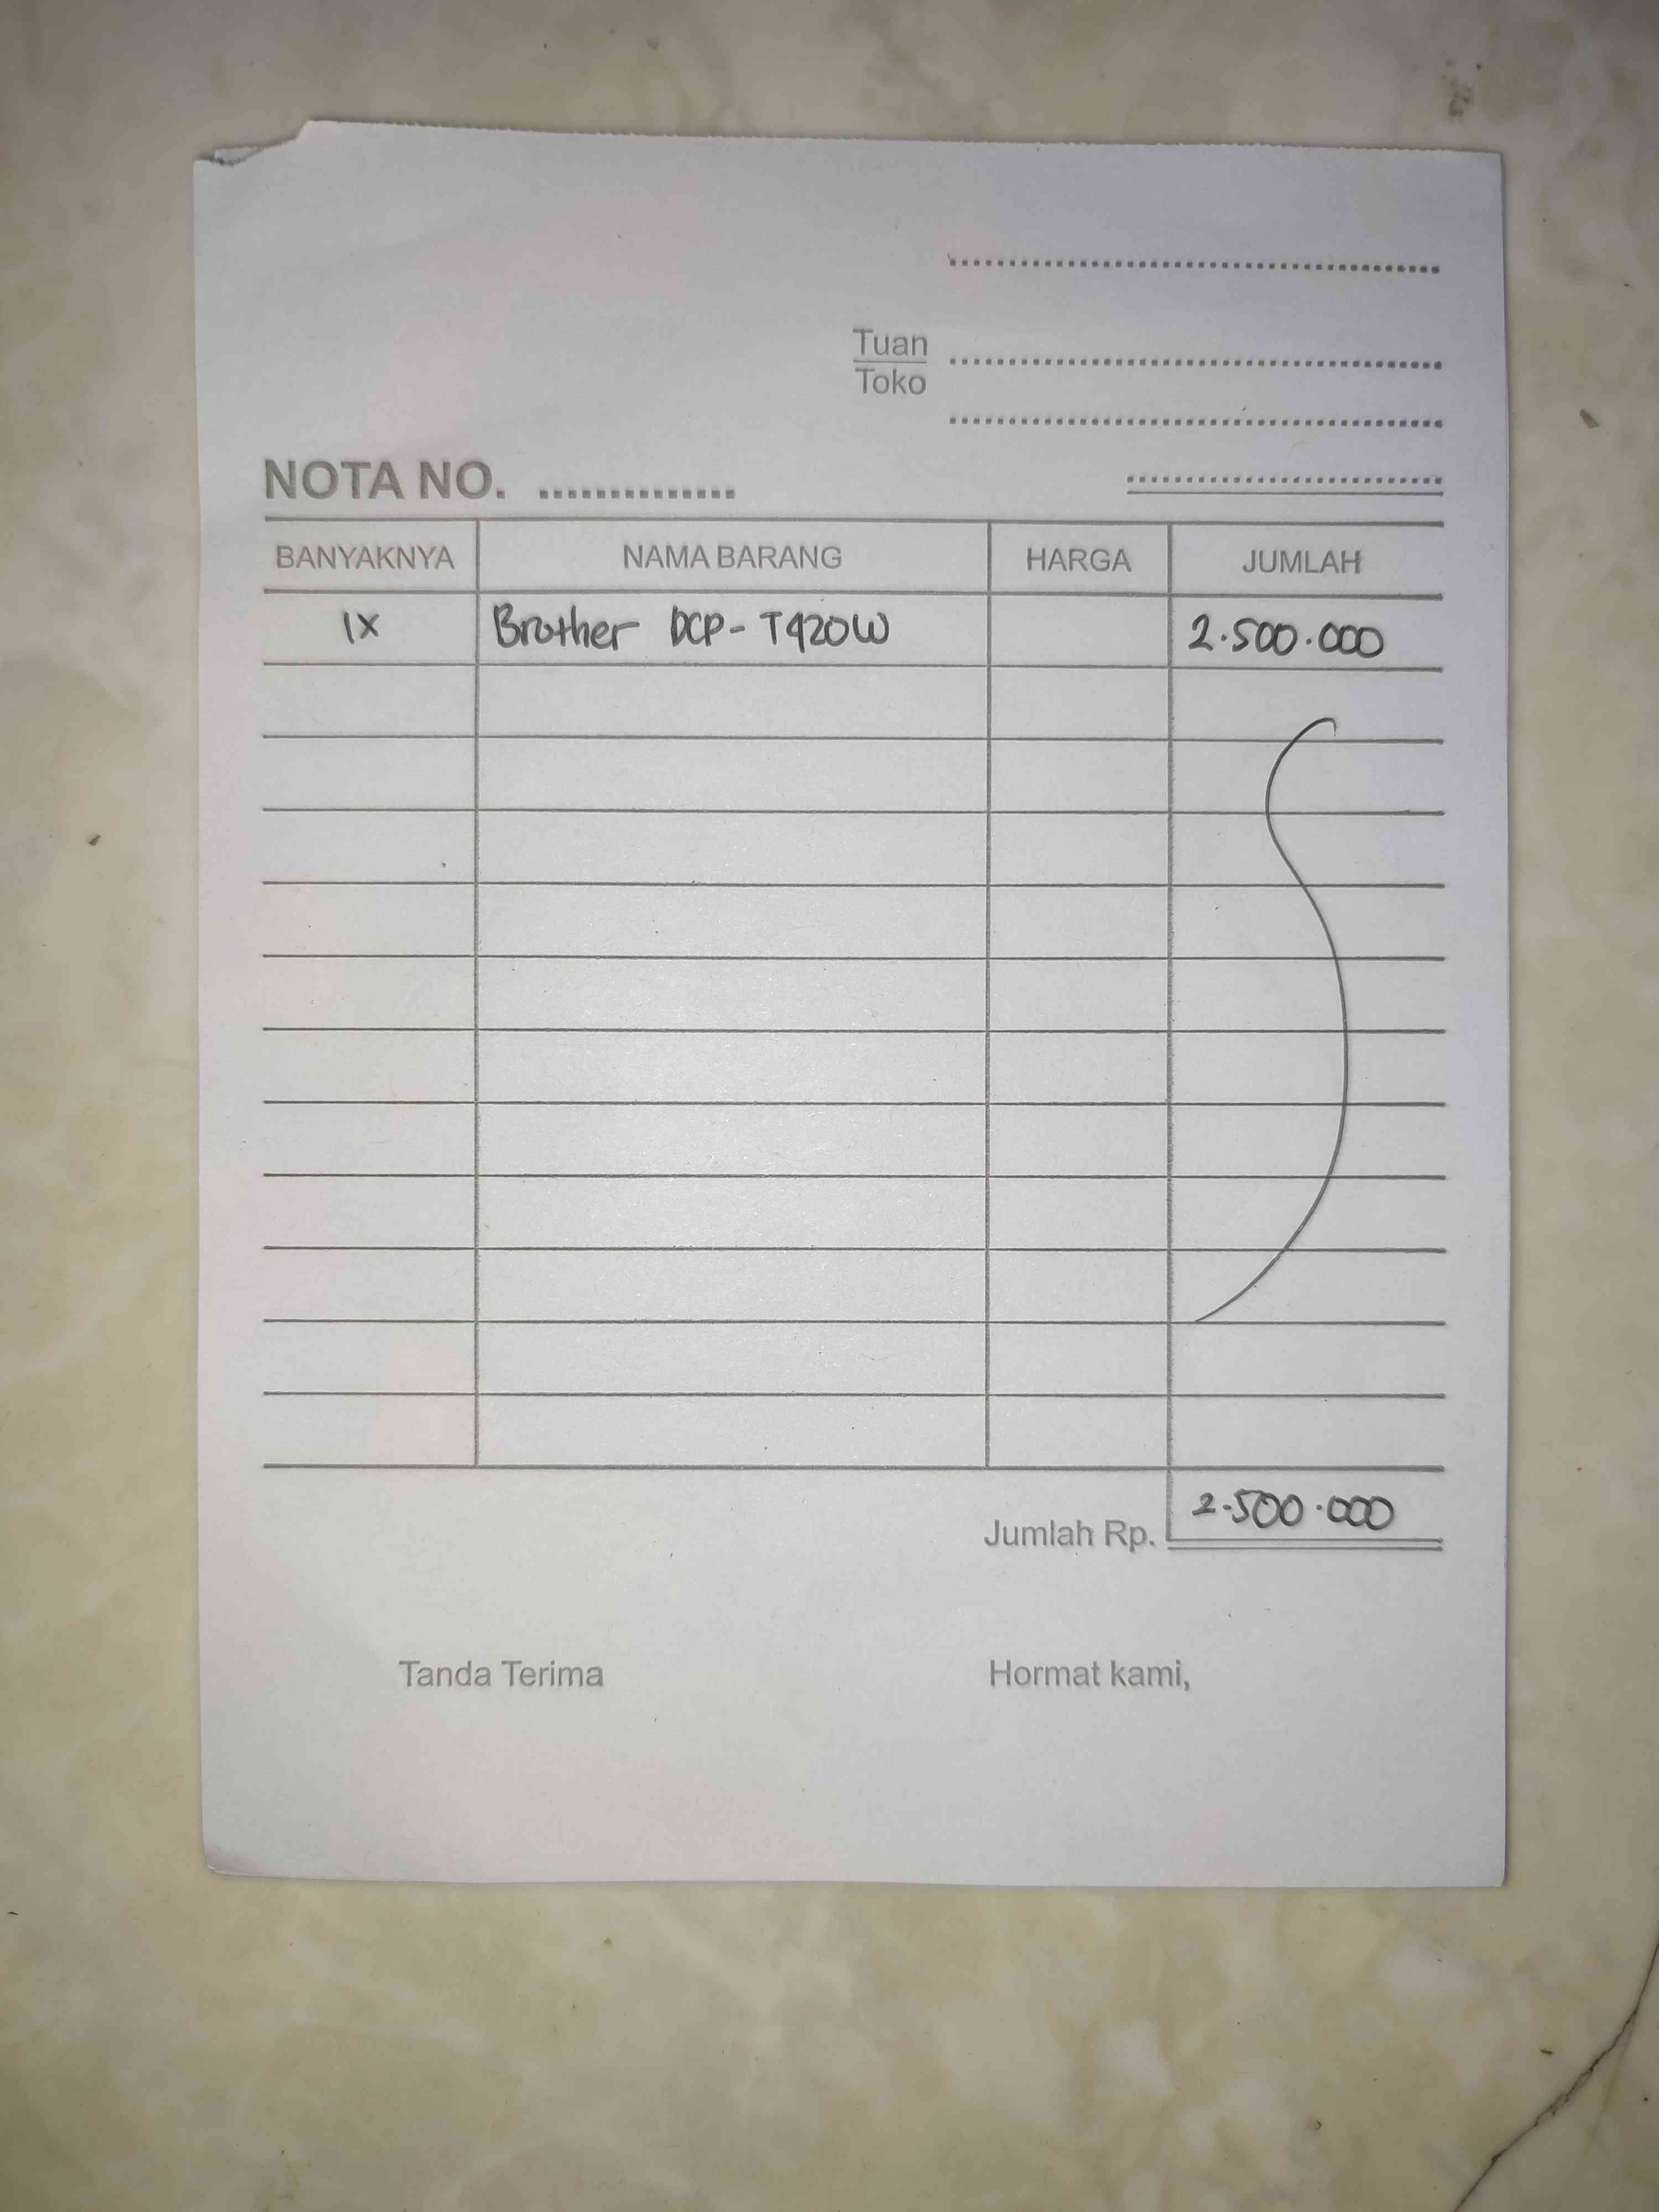 Tuan
Toko
NOTA NO. ..............
BANYAKNYA NAMA BARANG HARGA JUMLAH
1X Brother DCP-T420W 2.500.000
Jumlah Rp. 2.500.000
Tanda Terima Hormat kami,